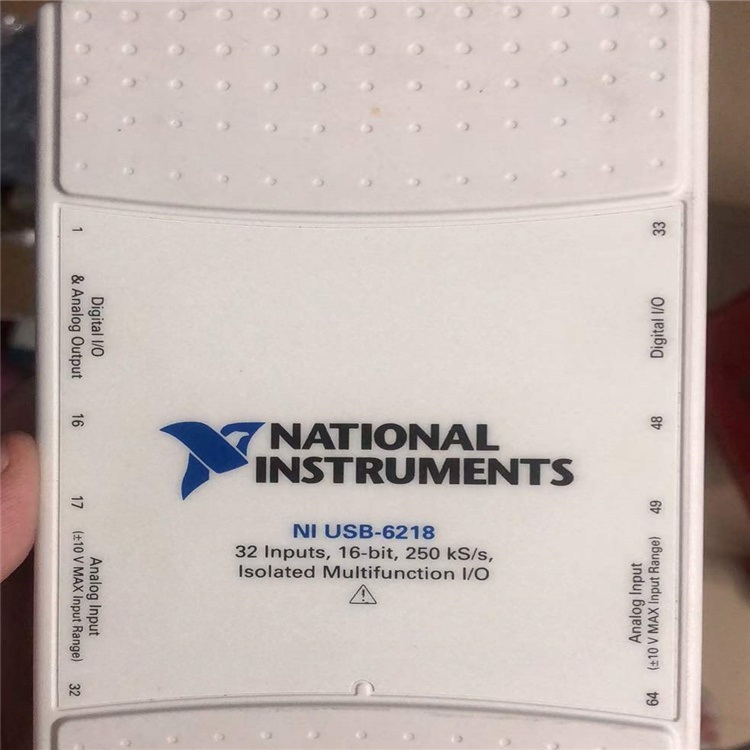 1
Digital I/O
& Analog Output
16
17
Analog Input
(±10 V MAX Input Range)
32
NATIONAL
INSTRUMENTS
NI USB-6218
32 Inputs, 16-bit, 250 kS/s,
Isolated Multifunction I/O
33
Digital I/O
48
49
Analog Input
(±10 V MAX Input Range)
64